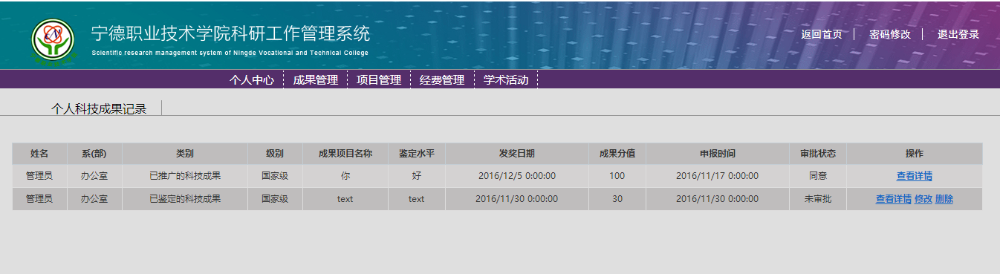 宁德职业技术学院科研工作管理系统
Scientific research management system of Ningde Vocational and Technical College
返回首页 密码修改 退出登录
个人中心 成果管理 项目管理 经费管理 学术活动
个人科技成果记录
姓名 系(部) 类别 级别 成果项目名称 鉴定水平 发奖日期 成果分值 申报时间 审批状态 操作
管理员 办公室 已推广的科技成果 国家级 你 好 2016/12/5 0:00:00 100 2016/11/17 0:00:00 同意 查看详情
管理员 办公室 已鉴定的科技成果 国家级 text text 2016/11/30 0:00:00 30 2016/11/30 0:00:00 未审批 查看详情 修改 删除